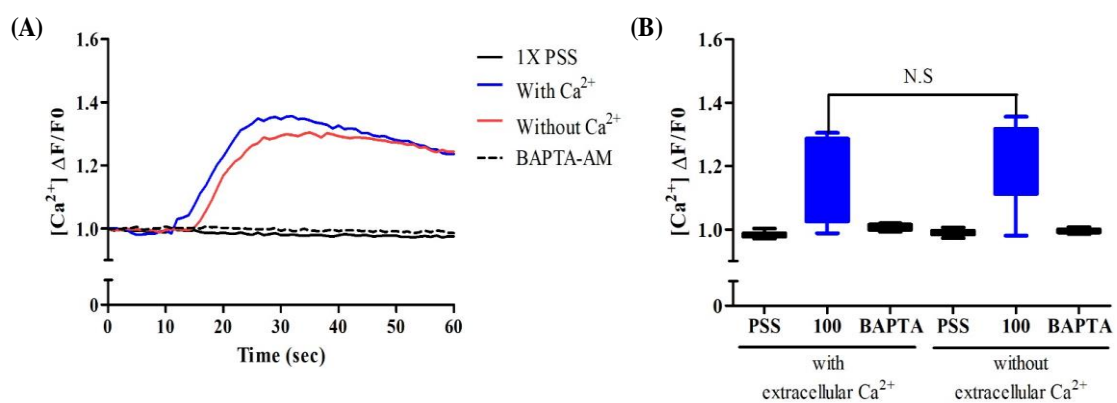 (A)
1.6
1.4
1.2
1.0
0
[Ca²⁺] ΔF/F0
0 10 20 30 40 50 60
Time (sec)
1X PSS
With Ca²⁺
Without Ca²⁺
BAPTA-AM
(B)
1.6
1.4
1.2
1.0
0
[Ca²⁺] ΔF/F0
N.S
PSS 100 BAPTA PSS 100 BAPTA
with
extracellular Ca²⁺
without
extracellular Ca²⁺